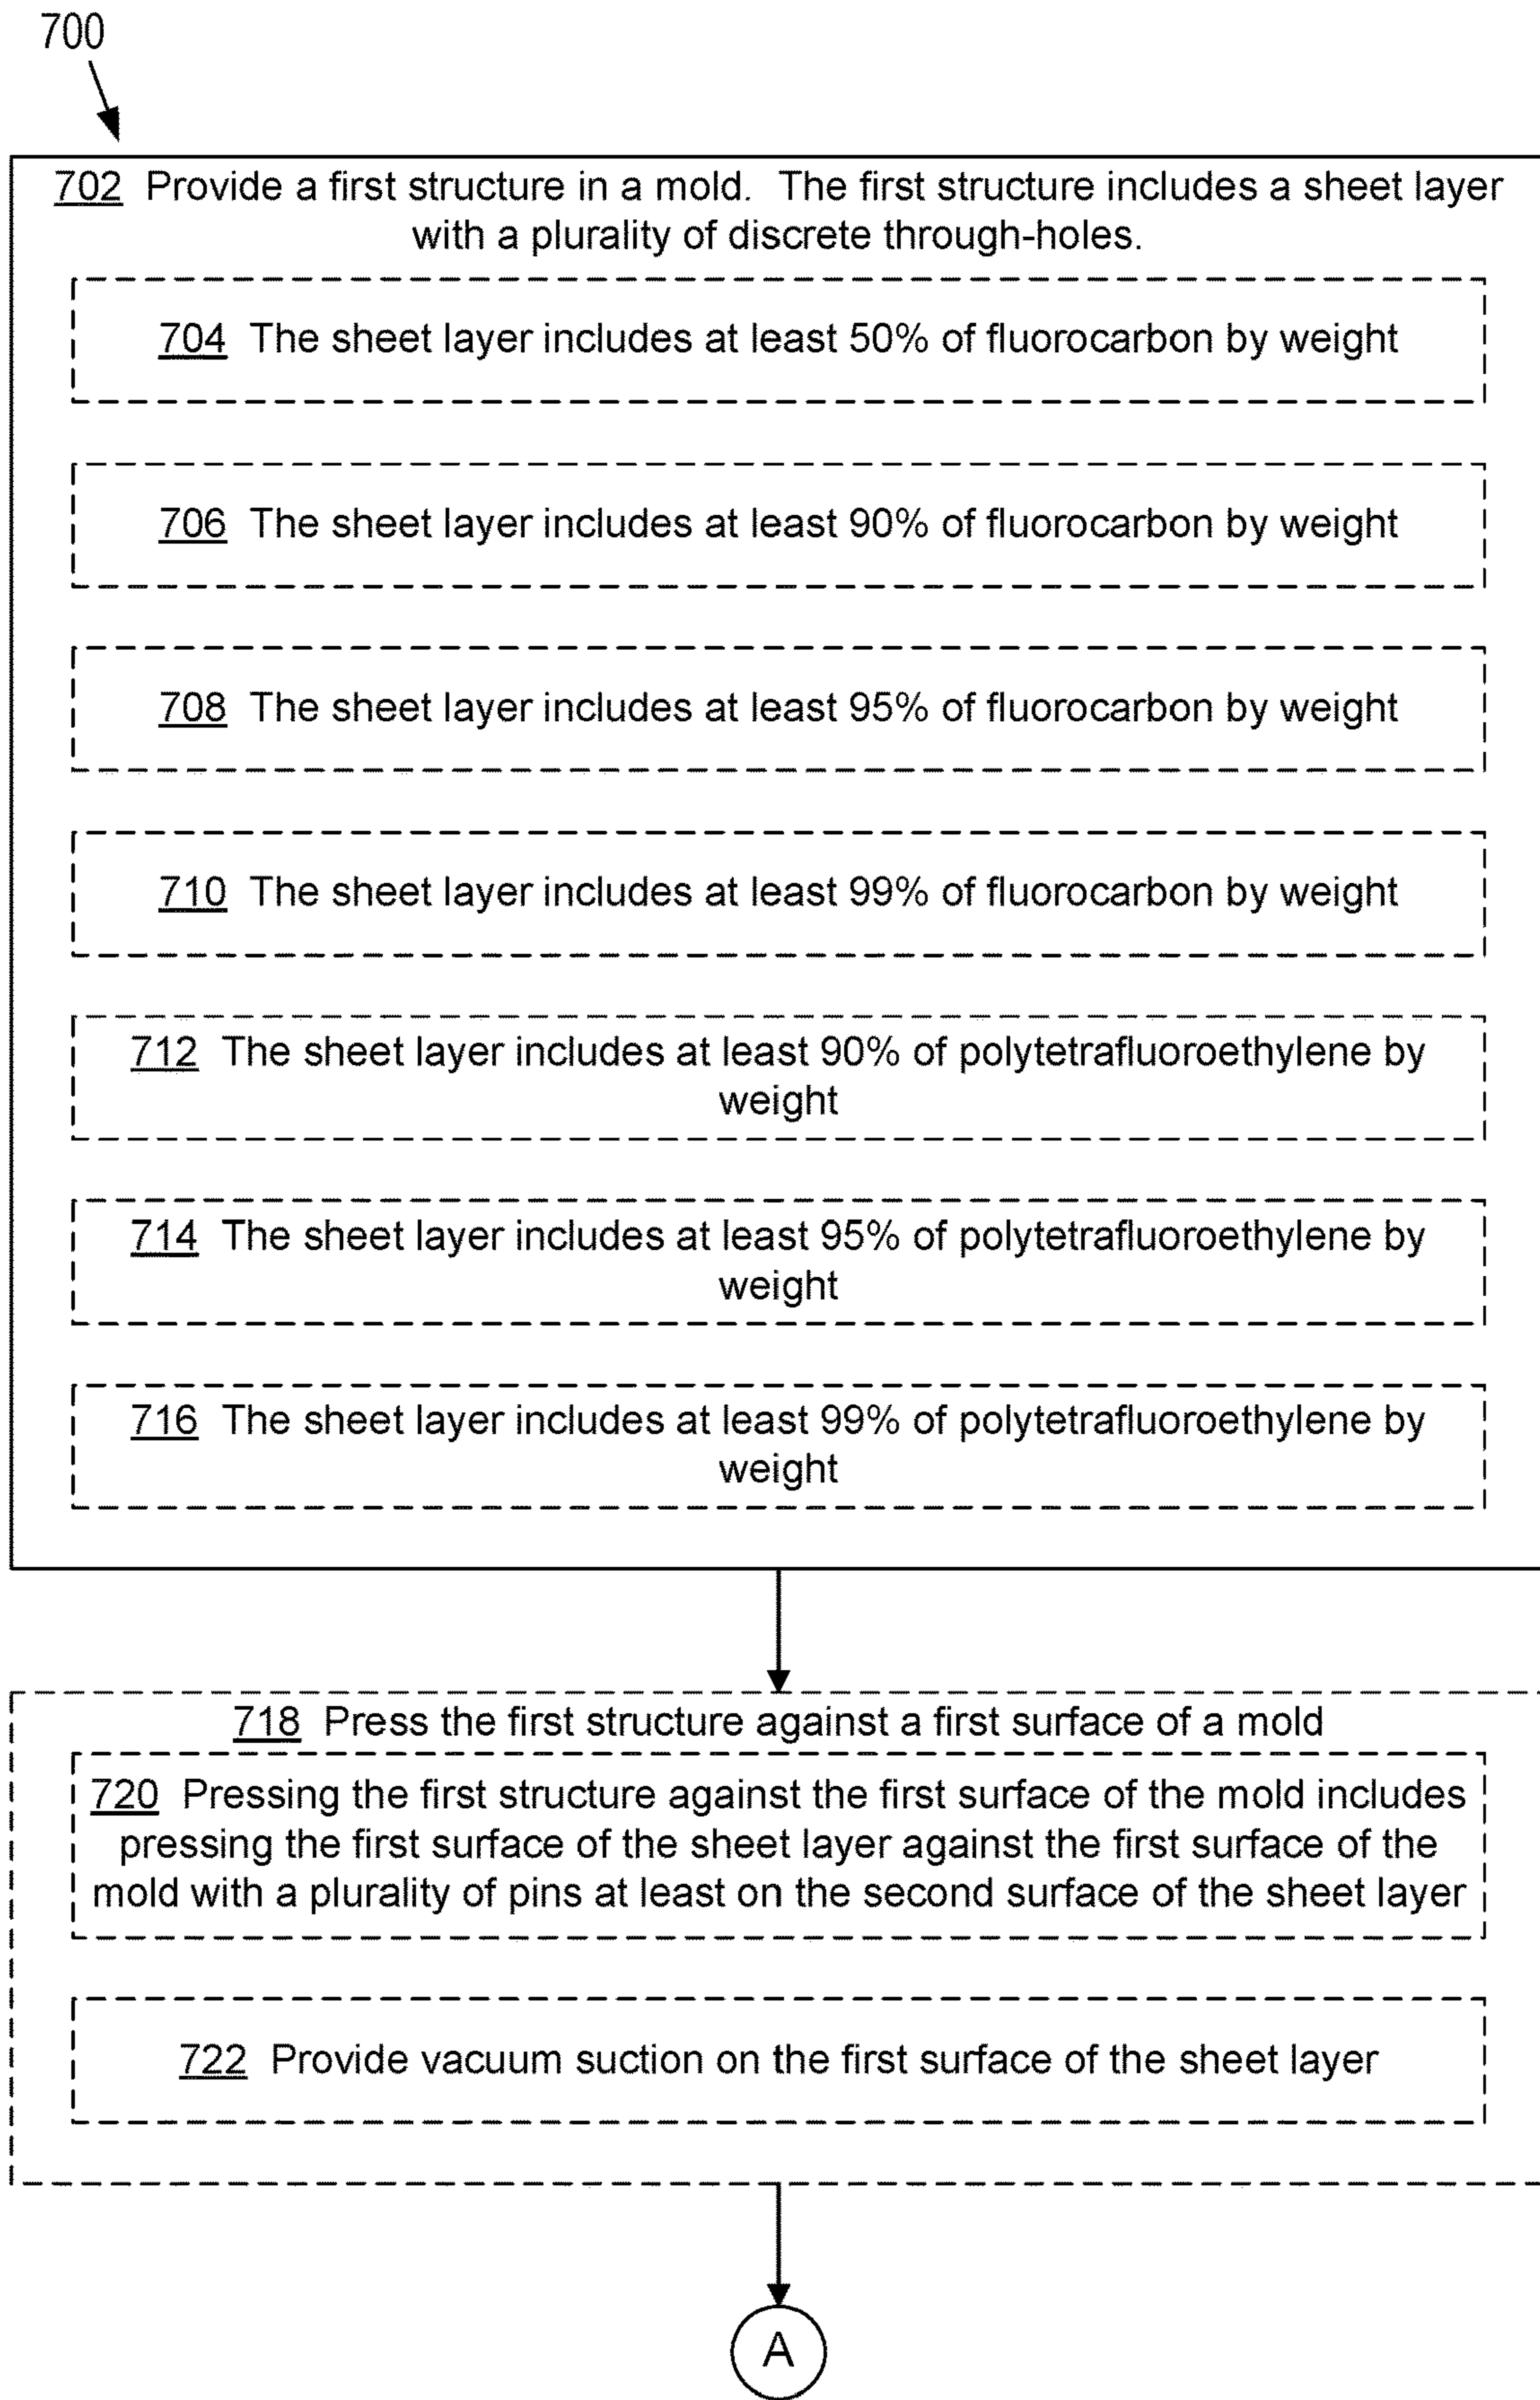 700
702 Provide a first structure in a mold. The first structure includes a sheet layer
with a plurality of discrete through-holes.
704 The sheet layer includes at least 50% of fluorocarbon by weight
706 The sheet layer includes at least 90% of fluorocarbon by weight
708 The sheet layer includes at least 95% of fluorocarbon by weight
710 The sheet layer includes at least 99% of fluorocarbon by weight
712 The sheet layer includes at least 90% of polytetrafluoroethylene by
weight
714 The sheet layer includes at least 95% of polytetrafluoroethylene by
weight
716 The sheet layer includes at least 99% of polytetrafluoroethylene by
weight
718 Press the first structure against a first surface of a mold
720 Pressing the first structure against the first surface of the mold includes
pressing the first surface of the sheet layer against the first surface of the
mold with a plurality of pins at least on the second surface of the sheet layer
722 Provide vacuum suction on the first surface of the sheet layer
A